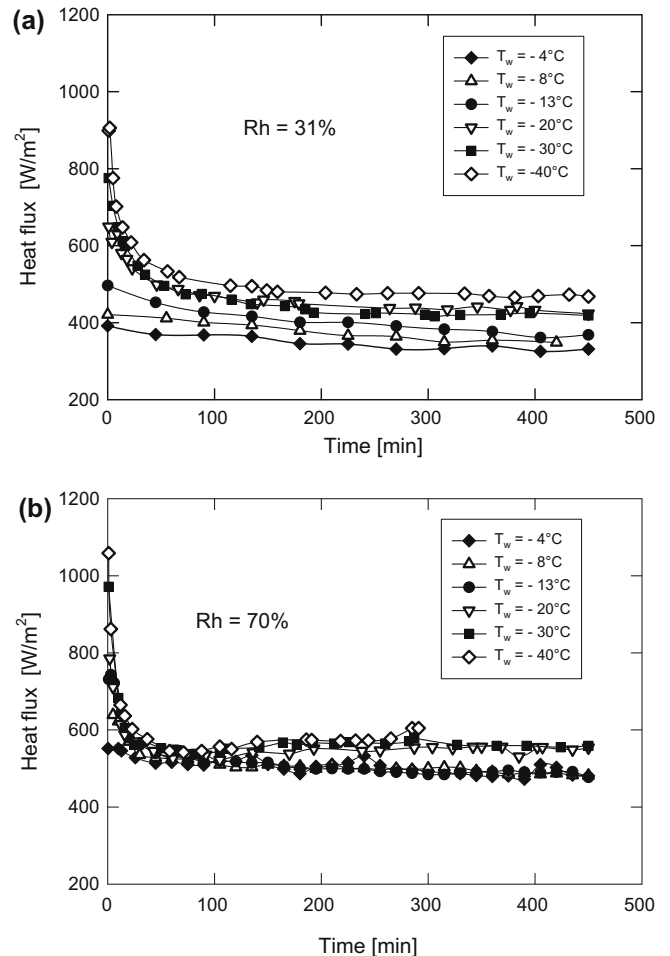 (a)
1200
1000
800
600
400
200
Heat flux [W/m²]
Rh = 31%
T_w = - 4°C
T_w = - 8°C
T_w = - 13°C
T_w = - 20°C
T_w = - 30°C
T_w = -40°C
0 100 200 300 400 500
Time [min]
(b)
1200
1000
800
600
400
200
Heat flux [W/m²]
Rh = 70%
T_w = - 4°C
T_w = - 8°C
T_w = - 13°C
T_w = - 20°C
T_w = - 30°C
T_w = - 40°C
0 100 200 300 400 500
Time [min]